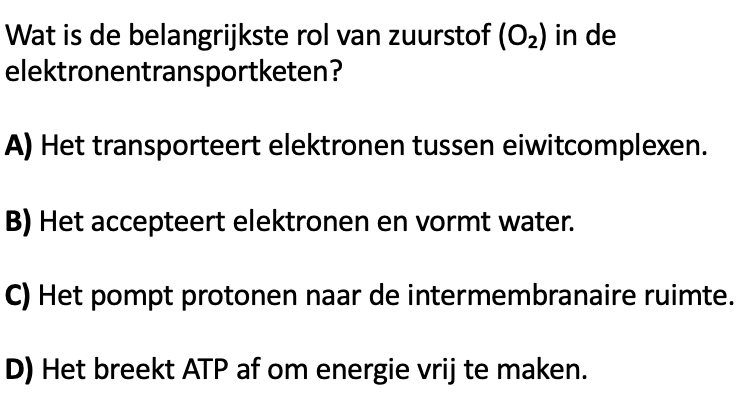 Wat is de belangrijkste rol van zuurstof (O₂) in de
elektronentransportketen?
A) Het transporteert elektronen tussen eiwitcomplexen.
B) Het accepteert elektronen en vormt water.
C) Het pompt protonen naar de intermembranaire ruimte.
D) Het breekt ATP af om energie vrij te maken.